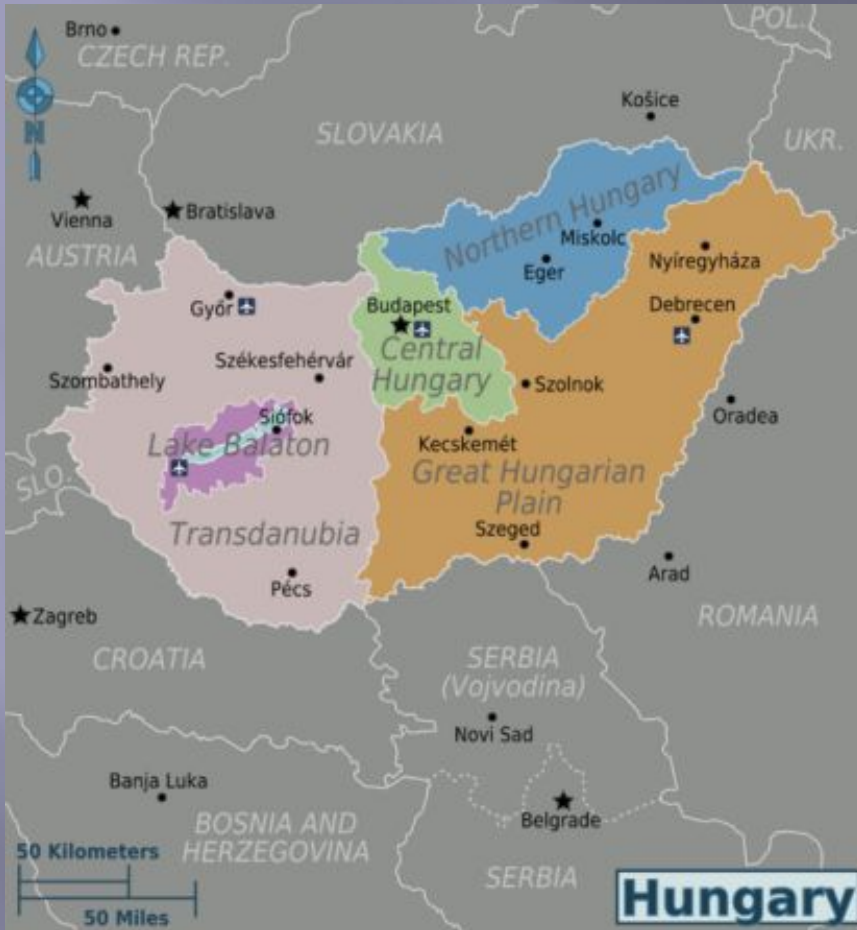 Brno
CZECH REP.
POL.
N
Košice
SLOVAKIA
UKR.
Vienna
Bratislava
AUSTRIA
Northern Hungary
Miskolc
Eger
Nyíregyháza
Győr
Budapest
Debrecen
Central
Hungary
Székesfehérvár
Szombathely
Szolnok
Oradea
Siófok
Lake Balaton
Kecskemét
Great Hungarian
Plain
SLO.
Transdanubia
Szeged
Pécs
Arad
Zagreb
ROMANIA
CROATIA
SERBIA
(Vojvodina)
Novi Sad
Banja Luka
BOSNIA AND
HERZEGOVINA
Belgrade
SERBIA
50 Kilometers
50 Miles
Hungary